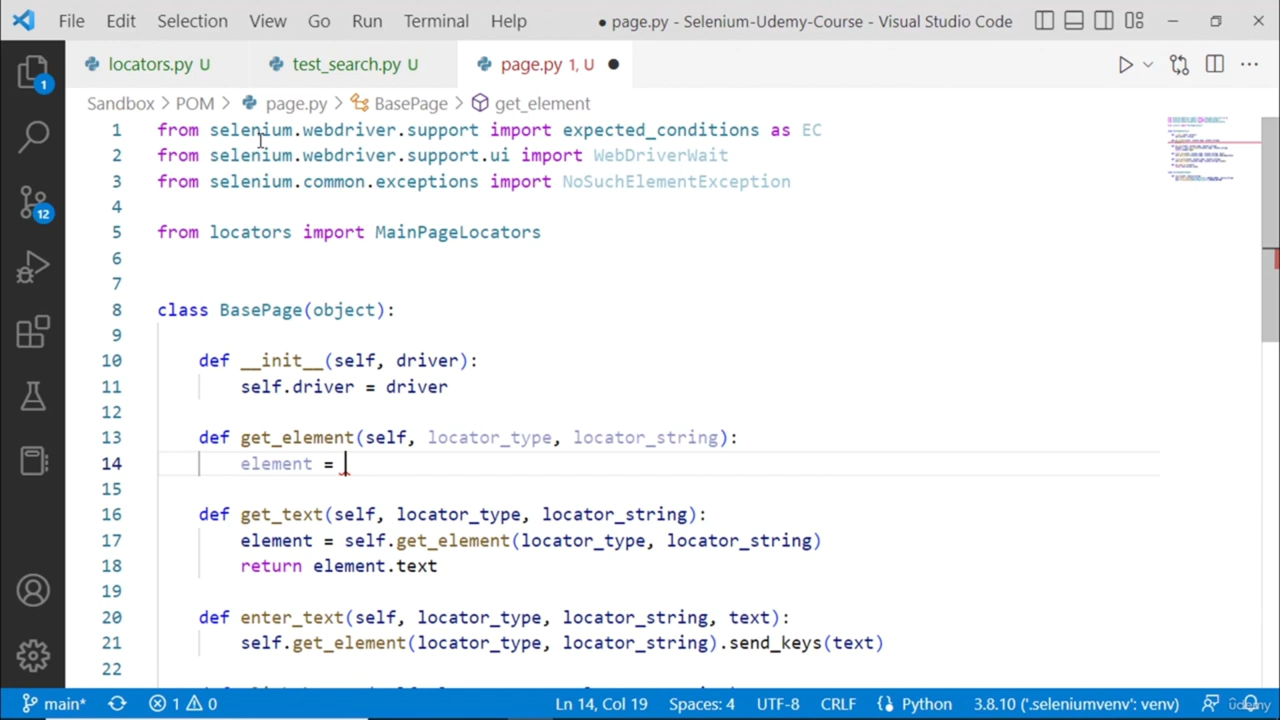 File Edit Selection View Go Run Terminal Help ● page.py - Selenium-Udemy-Course - Visual Studio Code
locators.py U test_search.py U page.py 1, U ●
Sandbox > POM > page.py > BasePage > get_element
1 from selenium.webdriver.support import expected_conditions as EC
2 from selenium.webdriver.support.ui import WebDriverWait
3 from selenium.common.exceptions import NoSuchElementException
4
5 from locators import MainPageLocators
6
7
8 class BasePage(object):
9
10 def __init__(self, driver):
11 self.driver = driver
12
13 def get_element(self, locator_type, locator_string):
14 element =
15
16 def get_text(self, locator_type, locator_string):
17 element = self.get_element(locator_type, locator_string)
18 return element.text
19
20 def enter_text(self, locator_type, locator_string, text):
21 self.get_element(locator_type, locator_string).send_keys(text)
22
1
12
main* 1 0 Ln 14, Col 19 Spaces: 4 UTF-8 CRLF Python 3.8.10 ('.seleniumvenv': venv)
udemy